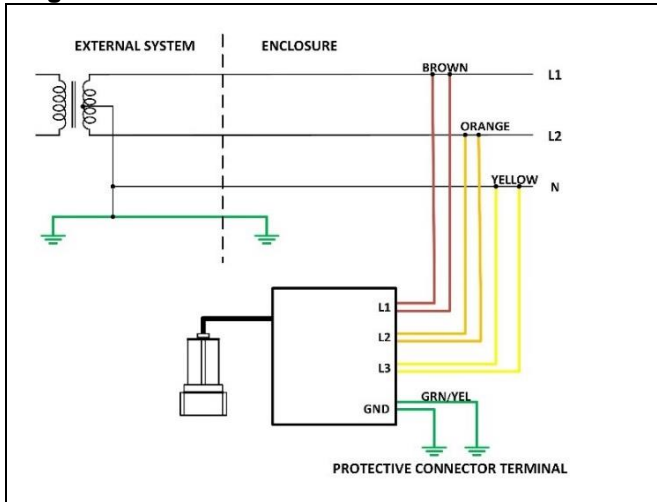 EXTERNAL SYSTEM
ENCLOSURE
BROWN
L1
ORANGE
L2
YELLOW
N
L1
L2
L3
GRN/YEL
GND
PROTECTIVE CONNECTOR TERMINAL